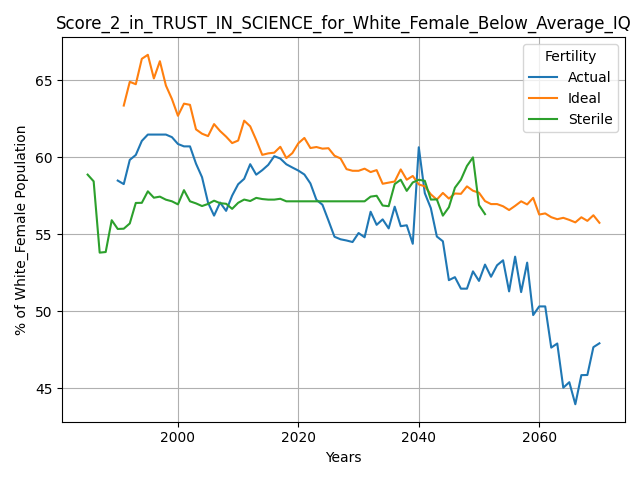 Score_2_in_TRUST_IN_SCIENCE_for_White_Female_Below_Average_IQ
Fertility
Actual
Ideal
Sterile
% of White_Female Population
65
60
55
50
45
2000
2020
2040
2060
Years